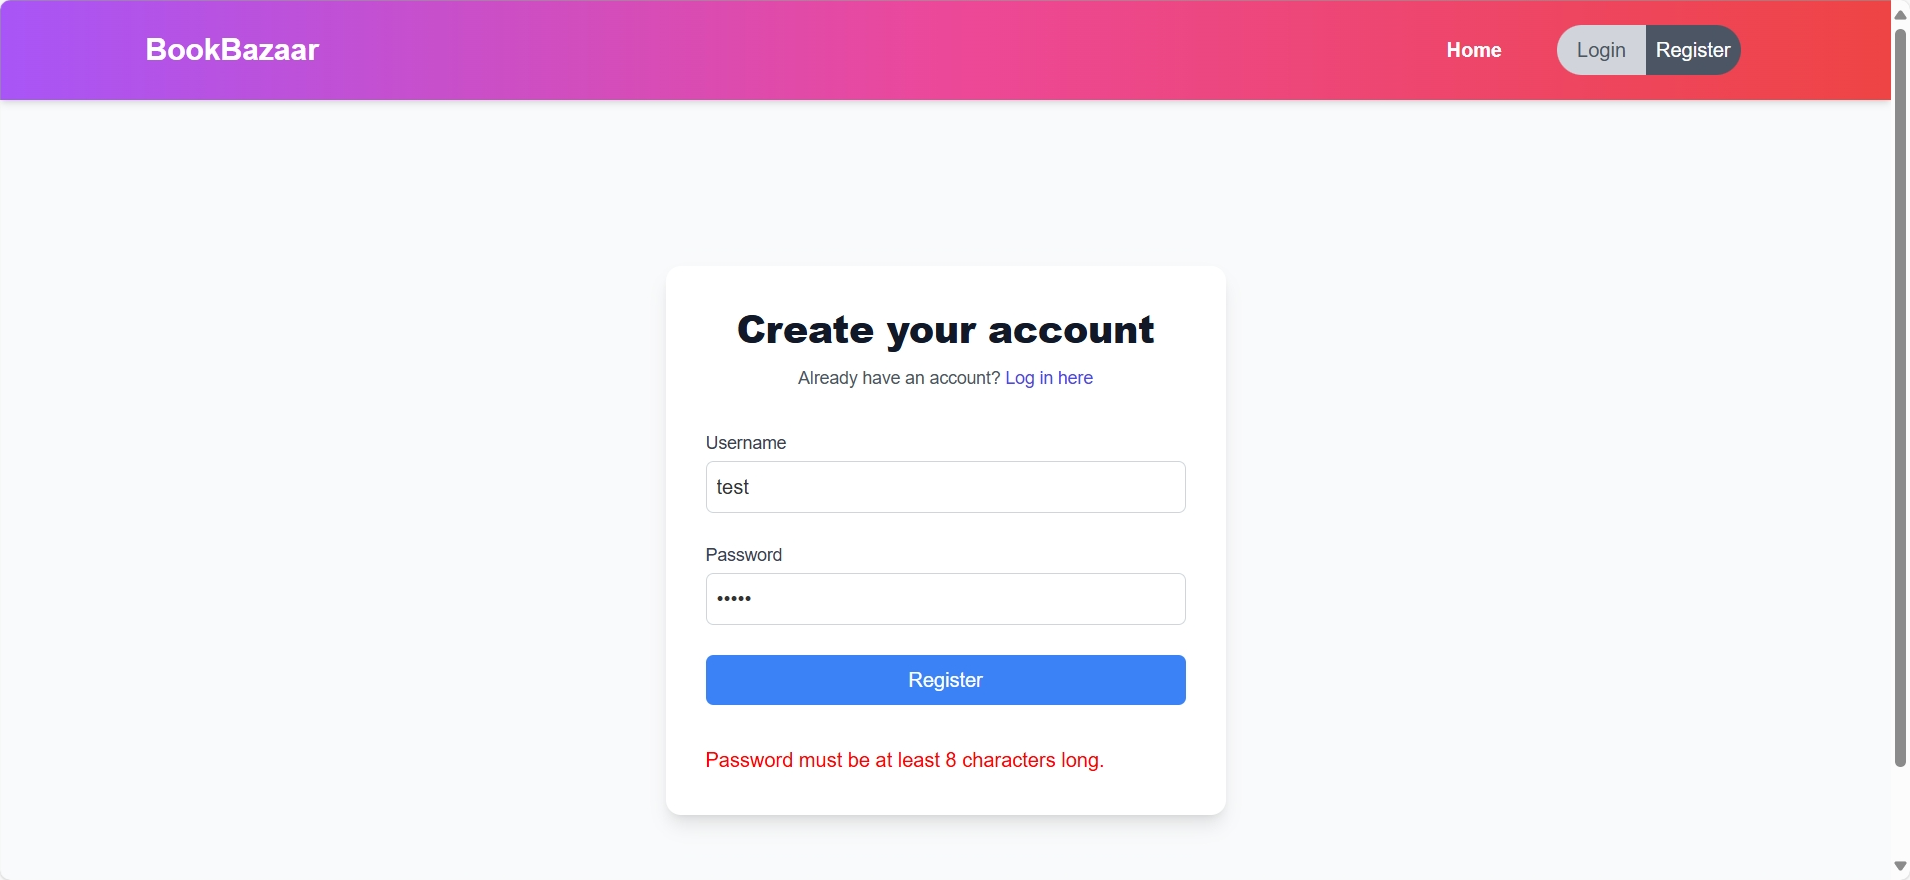 BookBazaar
Home
Login
Register
Create your account
Already have an account? Log in here
Username
test
Password
•••••
Register
Password must be at least 8 characters long.